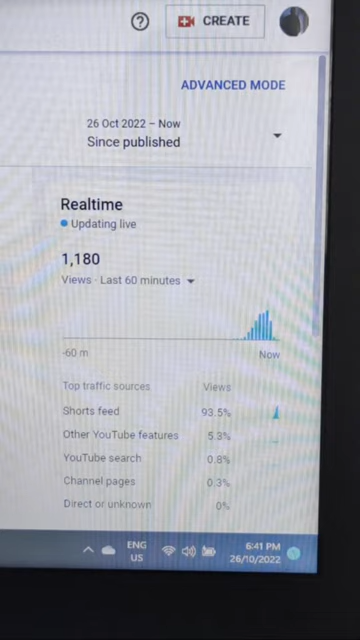 CREATE
ADVANCED MODE
26 Oct 2022 – Now
Since published
Realtime
Updating live
1,180
Views · Last 60 minutes
-60 m
Now
Top traffic sources
Views
Shorts feed
93.5%
Other YouTube features
5.3%
YouTube search
0.8%
Channel pages
0.3%
Direct or unknown
0%
ENG
US
6:41 PM
26/10/2022